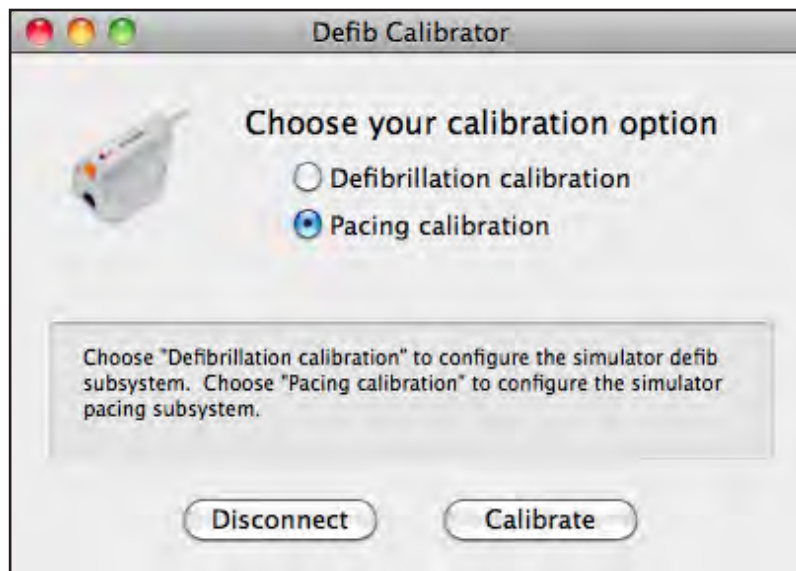 Defib Calibrator
Choose your calibration option
Defibrillation calibration
Pacing calibration
Choose "Defibrillation calibration" to configure the simulator defib
subsystem.  Choose "Pacing calibration" to configure the simulator
pacing subsystem.
Disconnect
Calibrate